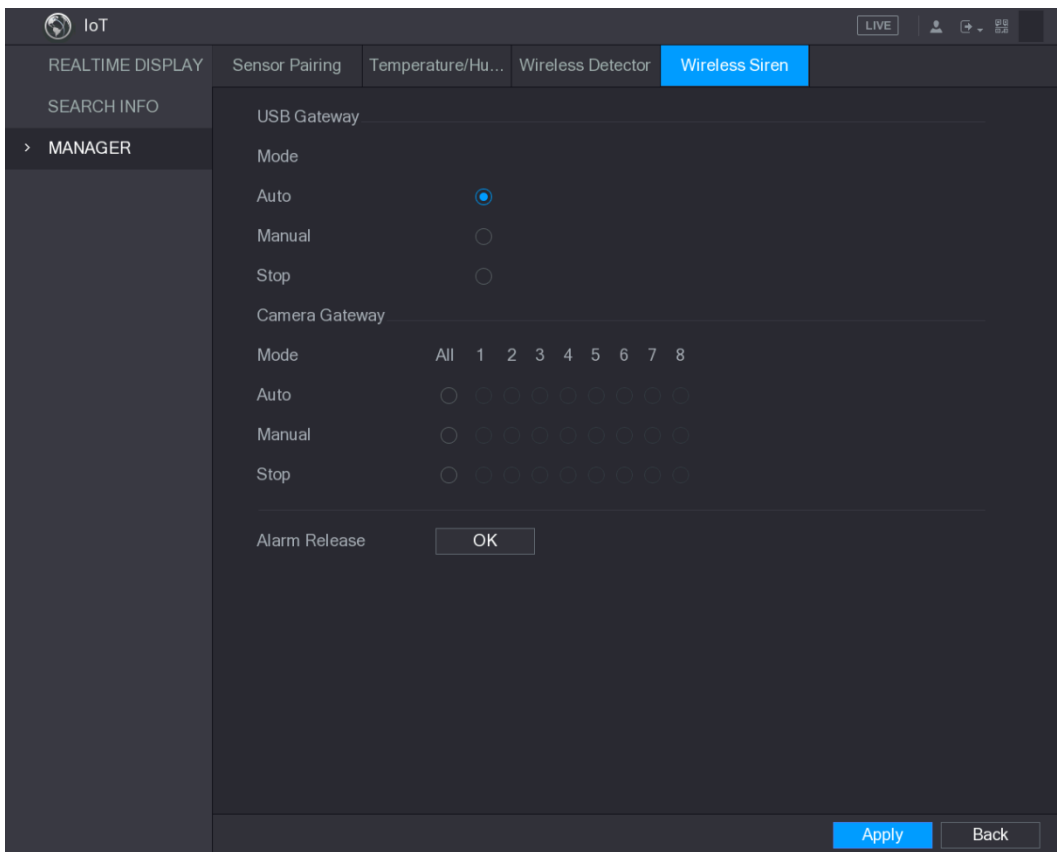 IoT LIVE
REALTIME DISPLAY
SEARCH INFO
> MANAGER
Sensor Pairing Temperature/Hu... Wireless Detector Wireless Siren
USB Gateway
Mode
Auto
Manual
Stop
Camera Gateway
Mode All 1 2 3 4 5 6 7 8
Auto
Manual
Stop
Alarm Release OK
Apply Back